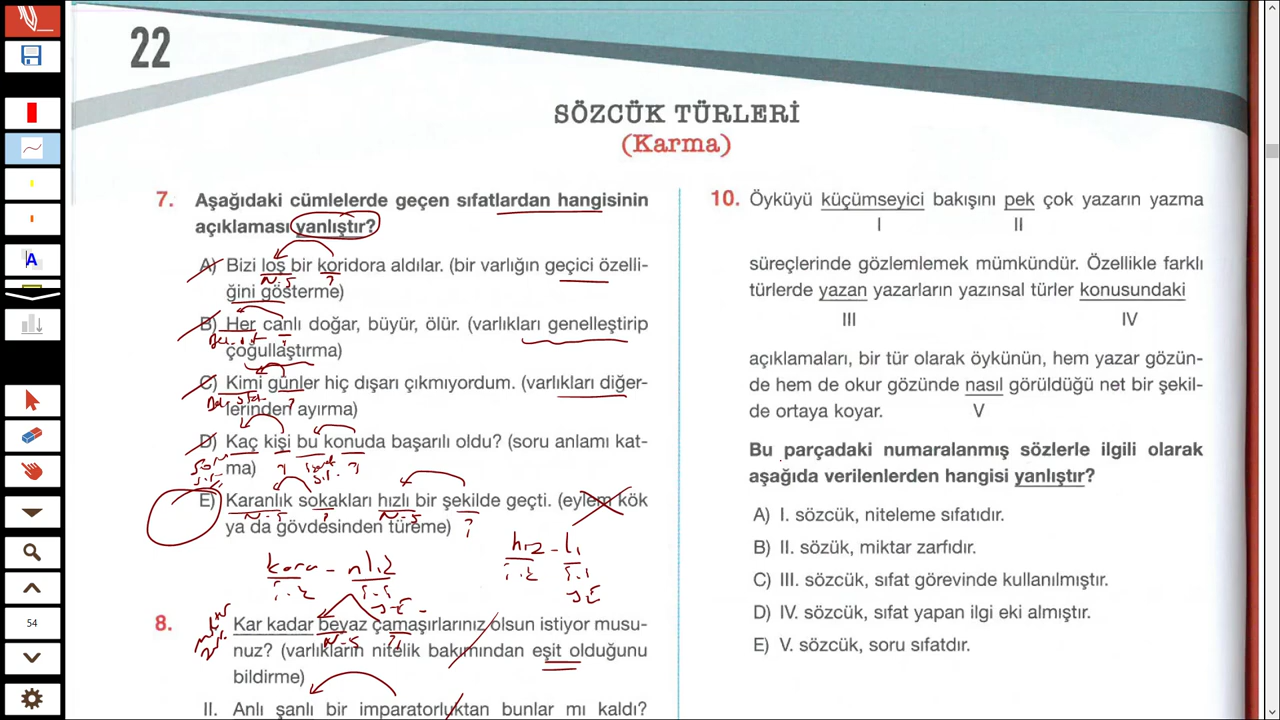 22
SÖZCÜK TÜRLERİ
(Karma)
7. Aşağıdaki cümlelerde geçen sıfatlardan hangisinin
açıklaması yanlıştır?
A) Bizi loş bir koridora aldılar. (bir varlığın geçici özelli-
N-S ?
ğini gösterme)
B) Her canlı doğar, büyür, ölür. (varlıkları genelleştirip
?
çoğullaştırma)
C) Kimi günler hiç dışarı çıkmıyordum. (varlıkları diğer-
?
lerinden ayırma)
D) Kaç kişi bu konuda başarılı oldu? (soru anlamı kat-
? ?
ma)
E) Karanlık sokakları hızlı bir şekilde geçti. (eylem kök
N-S ? N-S ?
ya da gövdesinden türeme)
hız - lı
8. Kar kadar beyaz çamaşırlarınız olsun istiyor musu-
N-S
nuz? (varlıkların nitelik bakımından eşit olduğunu
bildirme)
II. Anlı şanlı bir imparatorluktan bunlar mı kaldı?
10. Öyküyü küçümseyici bakışını pek çok yazarın yazma
I II
süreçlerinde gözlemlemek mümkündür. Özellikle farklı
türlerde yazan yazarların yazınsal türler konusundaki
III IV
açıklamaları, bir tür olarak öykünün, hem yazar gözün-
de hem de okur gözünde nasıl görüldüğü net bir şekil-
V
de ortaya koyar.
Bu parçadaki numaralanmış sözlerle ilgili olarak
aşağıda verilenlerden hangisi yanlıştır?
A) I. sözcük, niteleme sıfatıdır.
B) II. sözük, miktar zarfıdır.
C) III. sözcük, sıfat görevinde kullanılmıştır.
D) IV. sözcük, sıfat yapan ilgi eki almıştır.
E) V. sözcük, soru sıfatdır.
A
54